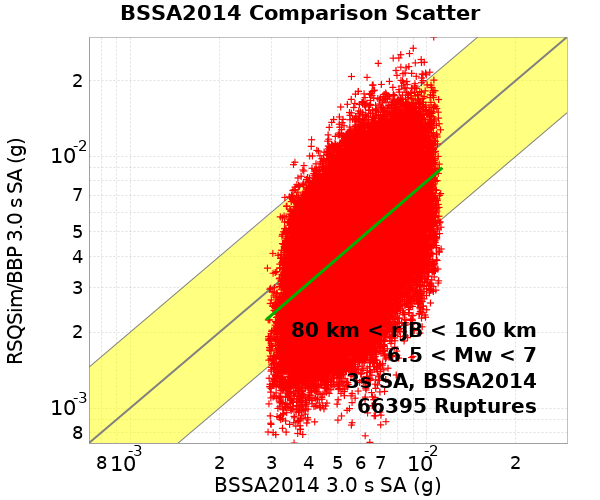 BSSA2014 Comparison Scatter
RSQSim/BBP 3.0 s SA (g)
2
10-2
7
5
4
3
2
10-3
8
80 km < rJB < 160 km
6.5 < Mw < 7
3s SA, BSSA2014
66395 Ruptures
8 10-3 2 3 4 5 6 7 10-2 2
BSSA2014 3.0 s SA (g)